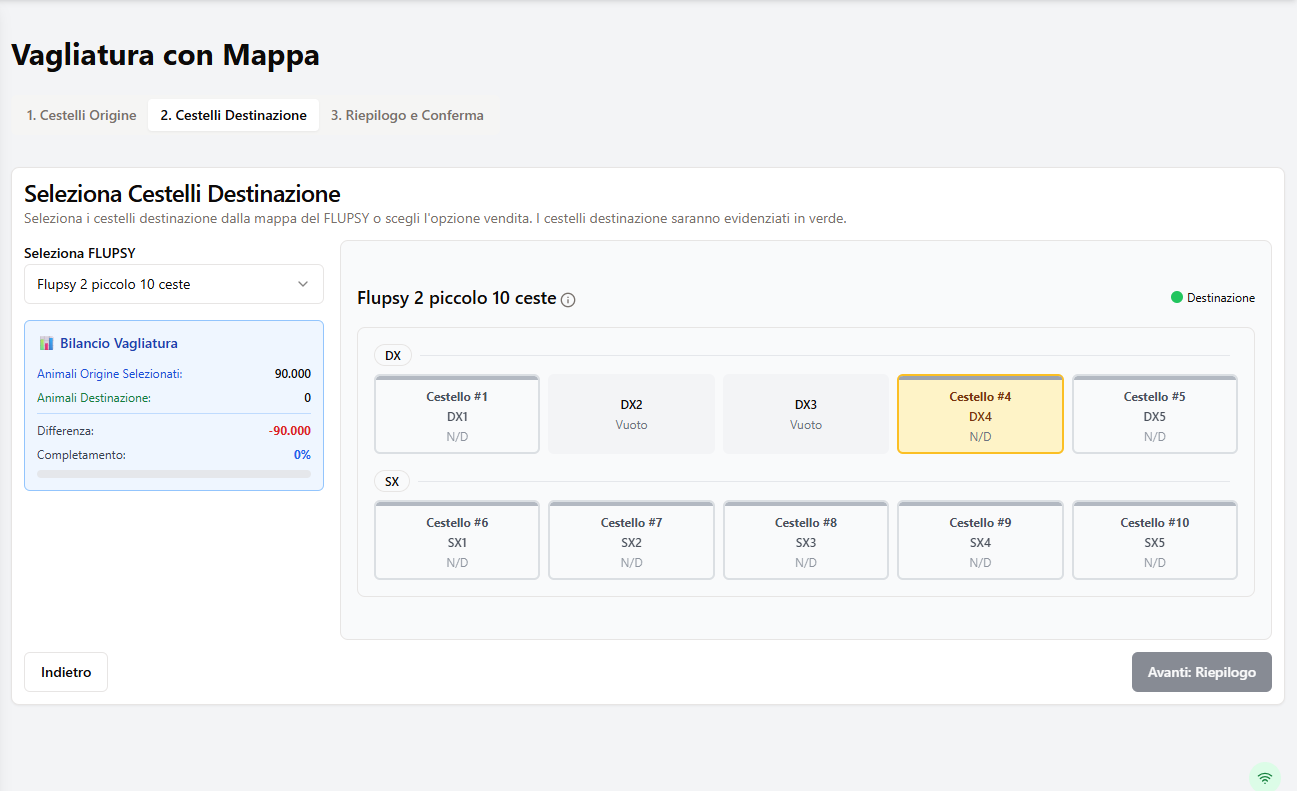 Vagliatura con Mappa
1. Cestelli Origine 2. Cestelli Destinazione 3. Riepilogo e Conferma
Seleziona Cestelli Destinazione
Seleziona i cestelli destinazione dalla mappa del FLUPSY o scegli l'opzione vendita. I cestelli destinazione saranno evidenziati in verde.
Seleziona FLUPSY
Flupsy 2 piccolo 10 ceste
Bilancio Vagliatura
Animali Origine Selezionati: 90.000
Animali Destinazione: 0
Differenza: -90.000
Completamento: 0%
Flupsy 2 piccolo 10 ceste
Destinazione
DX
Cestello #1
DX1
N/D
DX2
Vuoto
DX3
Vuoto
Cestello #4
DX4
N/D
Cestello #5
DX5
N/D
SX
Cestello #6
SX1
N/D
Cestello #7
SX2
N/D
Cestello #8
SX3
N/D
Cestello #9
SX4
N/D
Cestello #10
SX5
N/D
Indietro
Avanti: Riepilogo